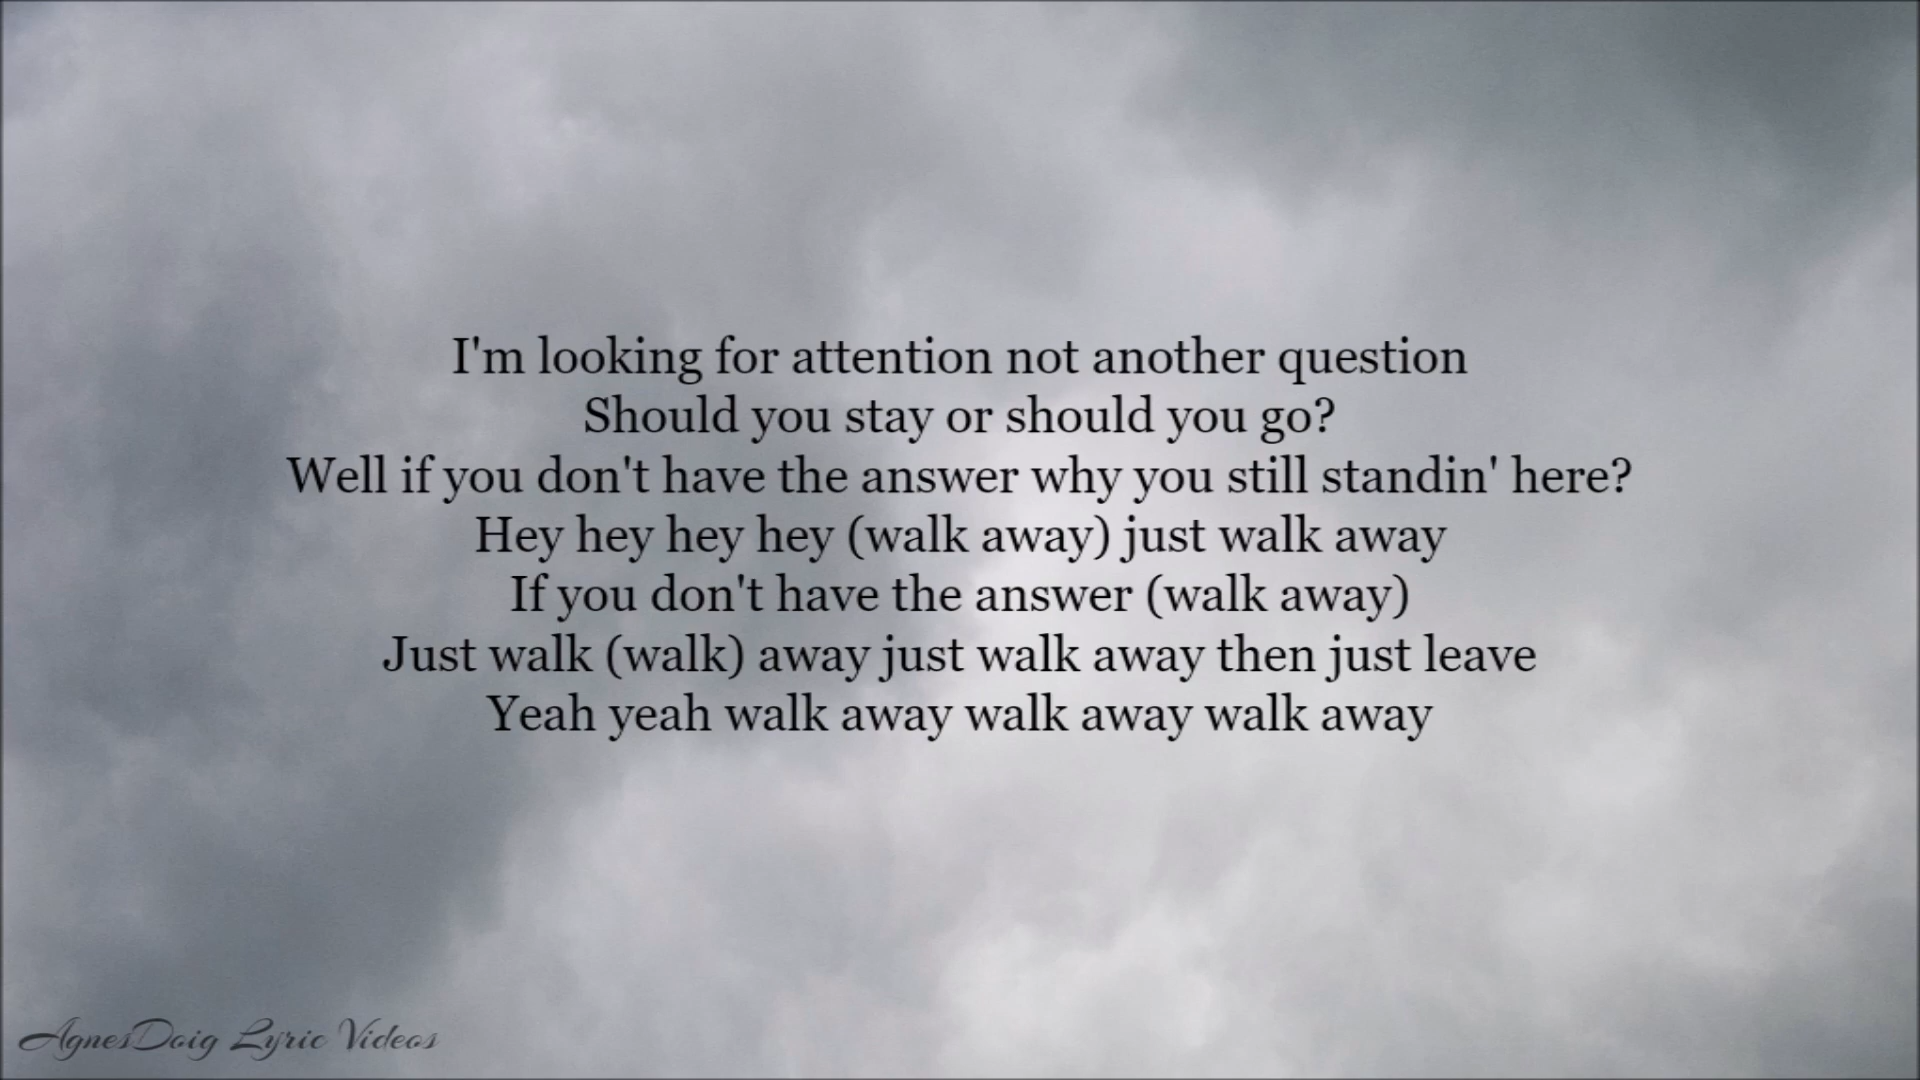 I'm looking for attention not another question
Should you stay or should you go?
Well if you don't have the answer why you still standin' here?
Hey hey hey hey (walk away) just walk away
If you don't have the answer (walk away)
Just walk (walk) away just walk away then just leave
Yeah yeah walk away walk away walk away
AgnesDoig Lyric Videos